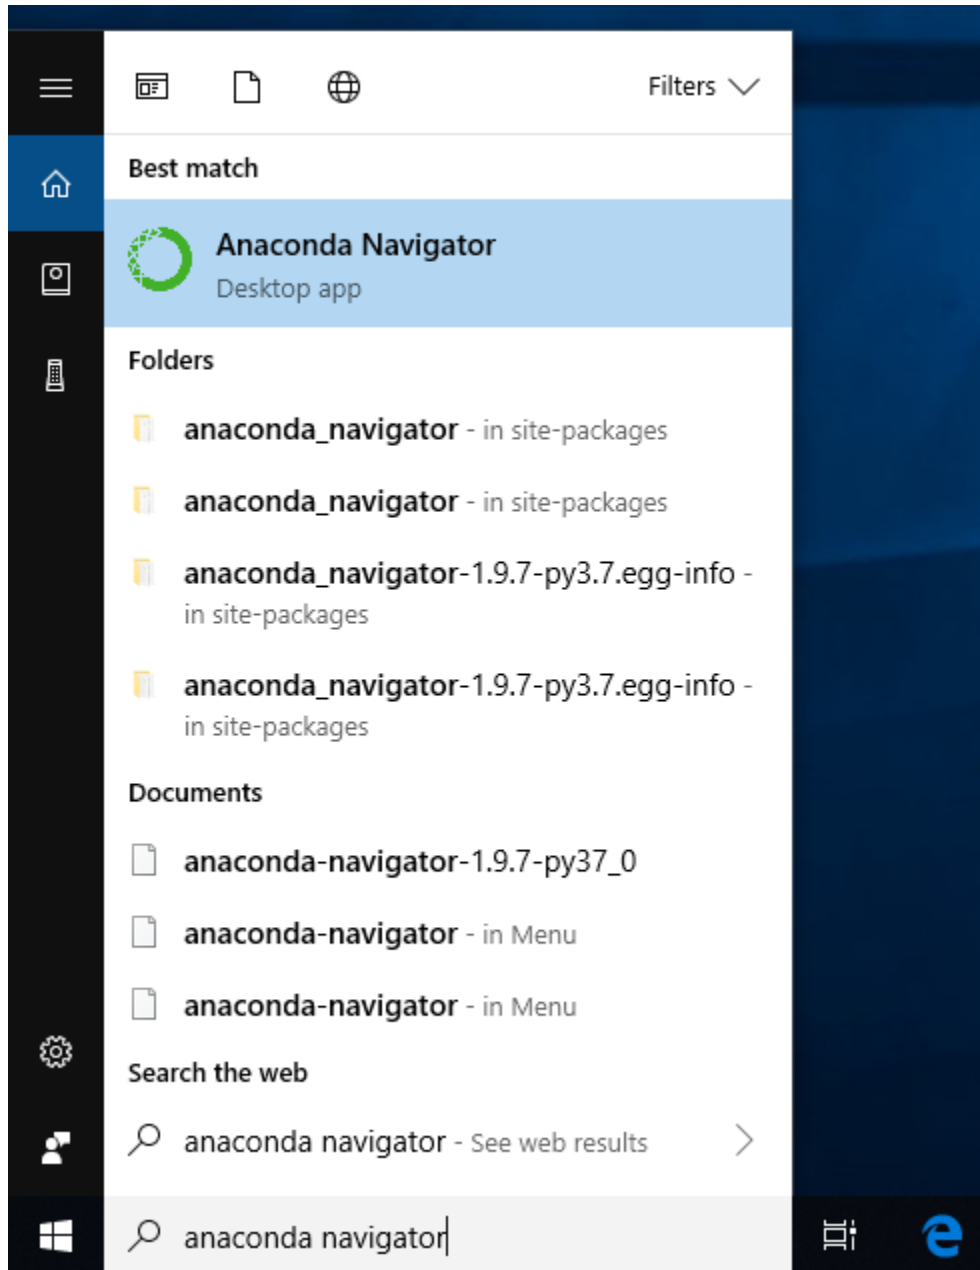 Filters
Best match
Anaconda Navigator
Desktop app
Folders
anaconda_navigator - in site-packages
anaconda_navigator - in site-packages
anaconda_navigator-1.9.7-py3.7.egg-info -
in site-packages
anaconda_navigator-1.9.7-py3.7.egg-info -
in site-packages
Documents
anaconda-navigator-1.9.7-py37_0
anaconda-navigator - in Menu
anaconda-navigator - in Menu
Search the web
anaconda navigator - See web results
anaconda navigator